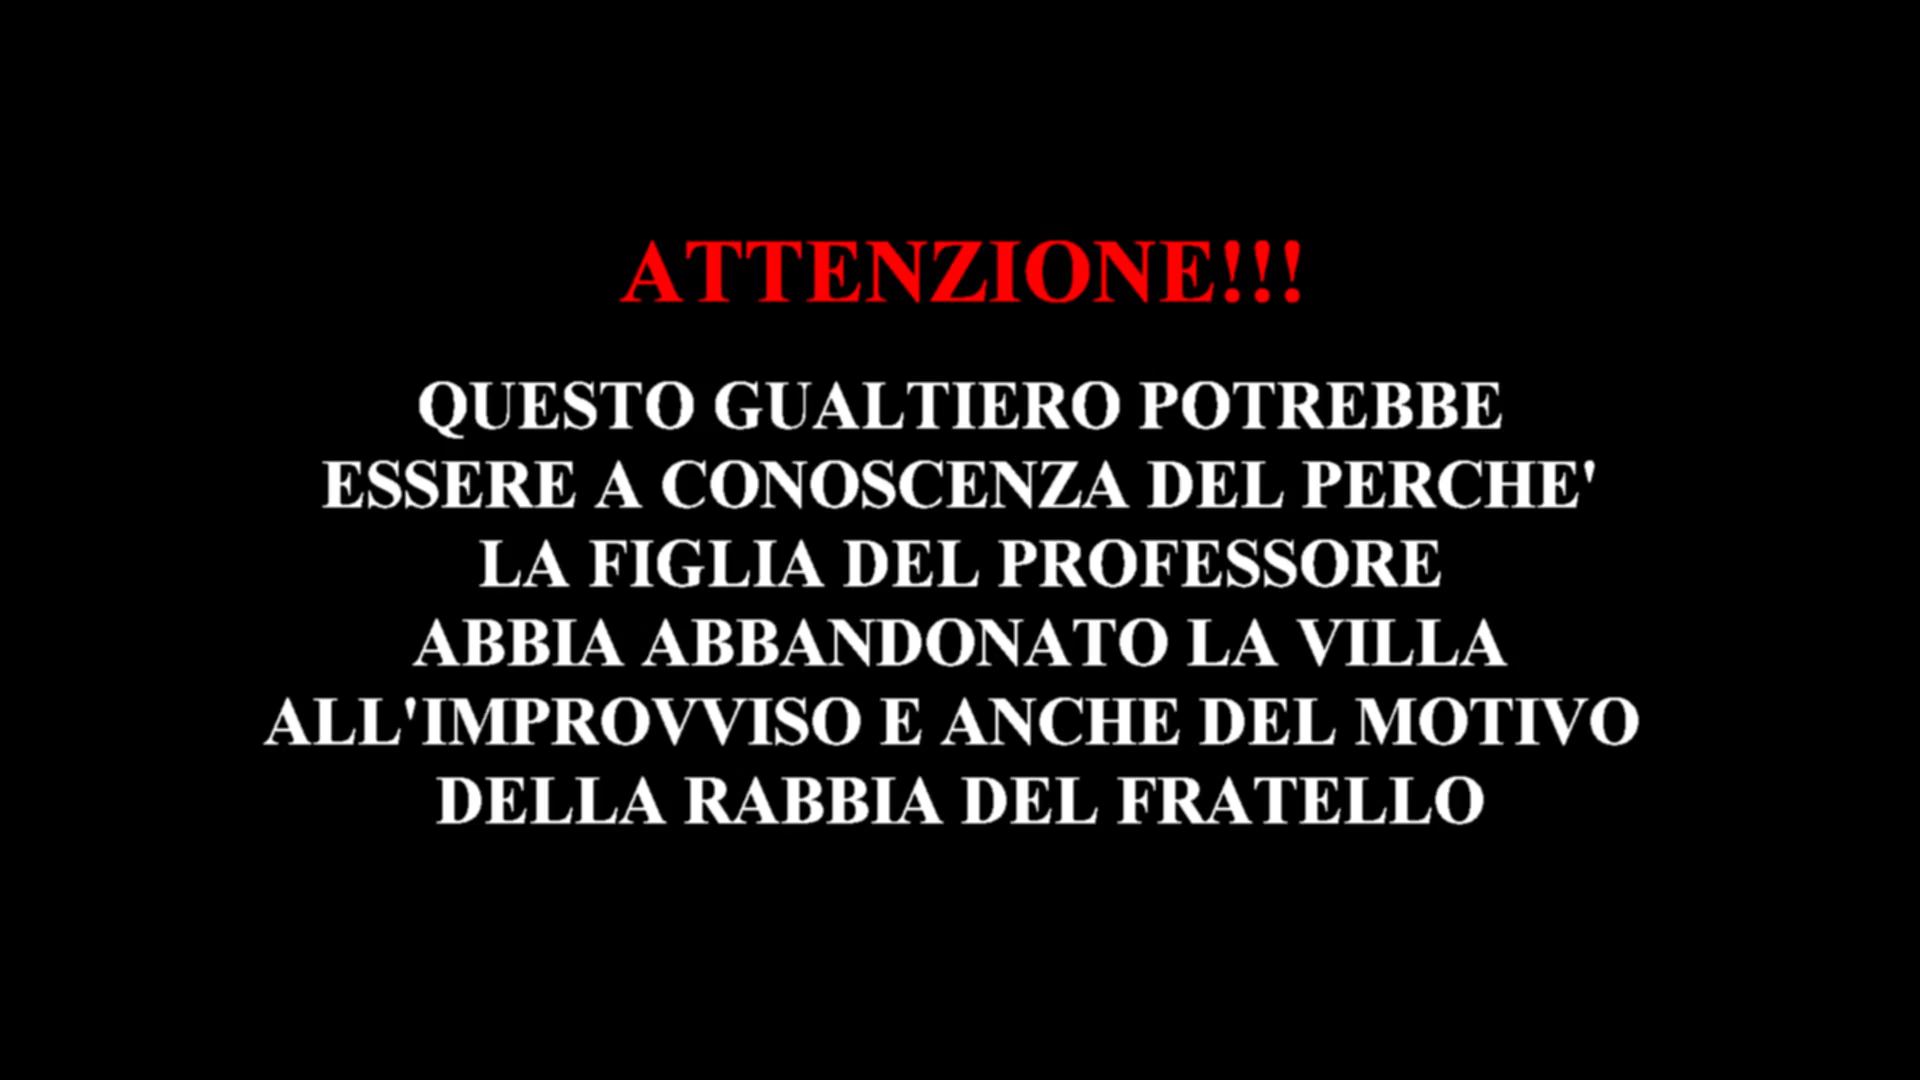 ATTENZIONE!!!
QUESTO GUALTIERO POTREBBE
ESSERE A CONOSCENZA DEL PERCHE'
LA FIGLIA DEL PROFESSORE
ABBIA ABBANDONATO LA VILLA
ALL'IMPROVVISO E ANCHE DEL MOTIVO
DELLA RABBIA DEL FRATELLO